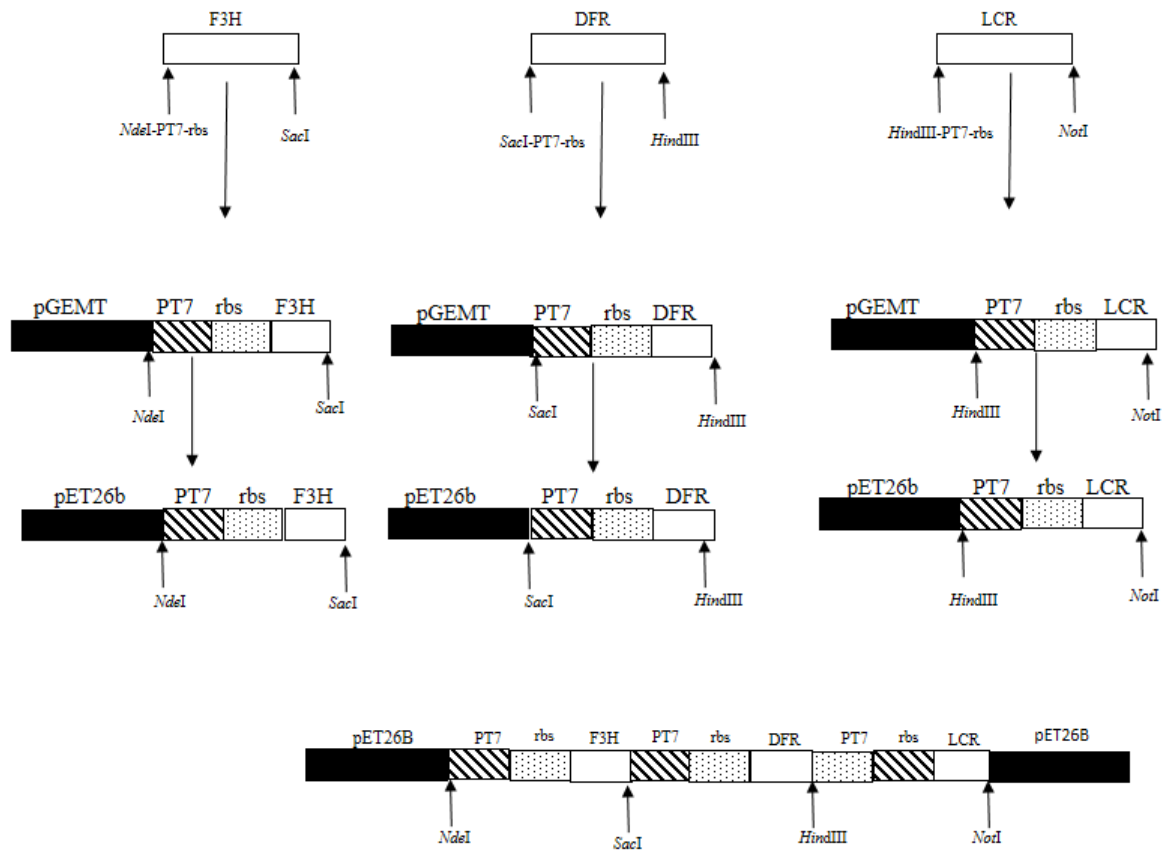 F3H DFR LCR
NdeI-PT7-rbs SacI SacI-PT7-rbs HindIII HindIII-PT7-rbs NotI
pGEMT PT7 rbs F3H pGEMT PT7 rbs DFR pGEMT PT7 rbs LCR
NdeI SacI SacI HindIII HindIII NotI
pET26b PT7 rbs F3H pET26b PT7 rbs DFR pET26b PT7 rbs LCR
NdeI SacI SacI HindIII HindIII NotI
pET26B PT7 rbs F3H PT7 rbs DFR PT7 rbs LCR pET26B
NdeI SacI HindIII NotI